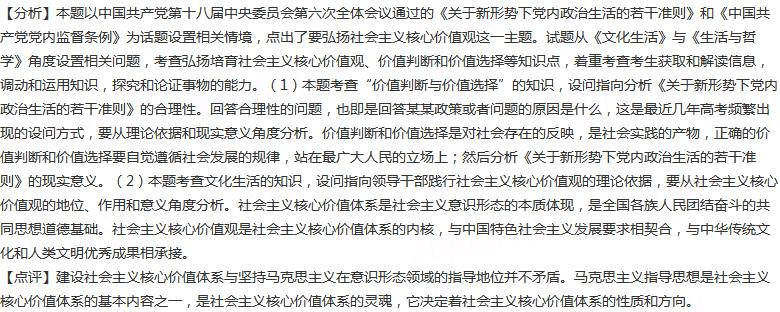 【分析】本题以中国共产党第十八届中央委员会第六次全体会议通过的《关于新形势下党内政治生活的若干准则》和《中国共
产党党内监督条例》为话题设置相关情境，点出了要弘扬社会主义核心价值观这一主题。试题从《文化生活》与《生活与哲
学》角度设置相关问题，考查弘扬培育社会主义核心价值观、价值判断和价值选择等知识点，着重考查考生获取和解读信息，
调动和运用知识，探究和论证事物的能力。（1）本题考查“价值判断与价值选择”的知识，设问指向分析《关于新形势下党内
政治生活的若干准则》的合理性。回答合理性的问题，也即是回答某某政策或者问题的原因是什么，这是最近几年高考频繁出
现的设问方式，要从理论依据和现实意义角度分析。价值判断和价值选择是对社会存在的反映，是社会实践的产物，正确的价
值判断和价值选择要自觉遵循社会发展的规律，站在最广大人民的立场上；然后分析《关于新形势下党内政治生活的若干准
则》的现实意义。（2）本题考查文化生活的知识，设问指向领导干部践行社会主义核心价值观的理论依据，要从社会主义核心
价值观的地位、作用和意义角度分析。社会主义核心价值体系是社会主义意识形态的本质体现，是全国各族人民团结奋斗的共
同思想道德基础。社会主义核心价值观是社会主义核心价值体系的内核，与中国特色社会主义发展要求相契合，与中华传统文
化和人类文明优秀成果相承接。
【点评】建设社会主义核心价值体系与坚持马克思主义在意识形态领域的指导地位并不矛盾。马克思主义指导思想是社会主义
核心价值体系的基本内容之一，是社会主义核心价值体系的灵魂，它决定着社会主义核心价值体系的性质和方向。